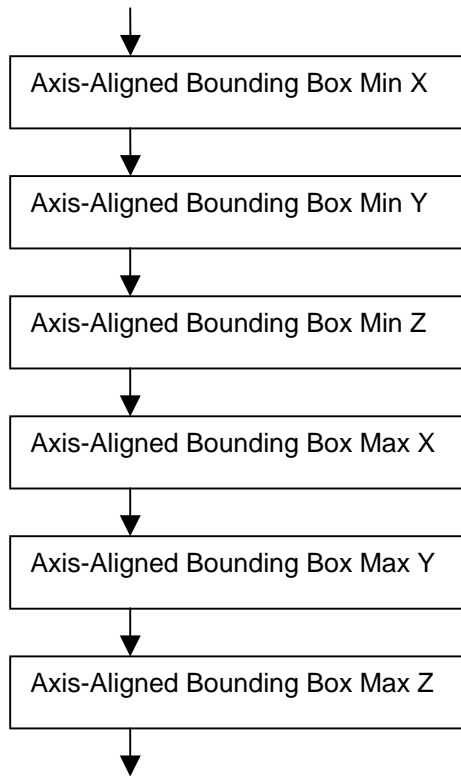 Axis-Aligned Bounding Box Min X
Axis-Aligned Bounding Box Min Y
Axis-Aligned Bounding Box Min Z
Axis-Aligned Bounding Box Max X
Axis-Aligned Bounding Box Max Y
Axis-Aligned Bounding Box Max Z